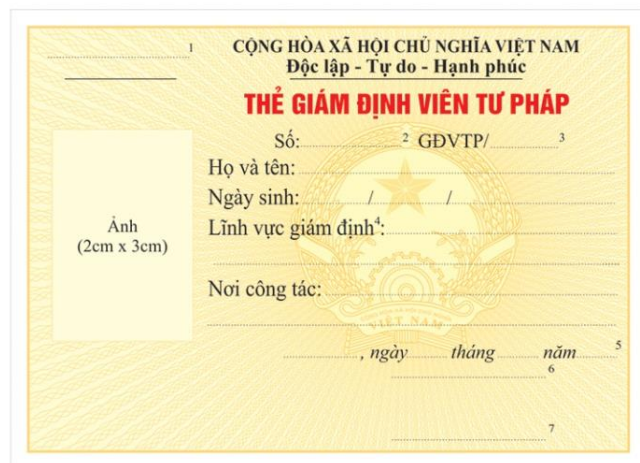 1
CỘNG HÒA XÃ HỘI CHỦ NGHĨA VIỆT NAM
Độc lập - Tự do - Hạnh phúc
THẺ GIÁM ĐỊNH VIÊN TƯ PHÁP
Số:............² GĐVTP/............³
Họ và tên:
Ngày sinh: / /
Lĩnh vực giám định⁴:
Ảnh
(2cm x 3cm)
Nơi công tác:
VIỆT NAM
............, ngày ...... tháng ...... năm ......⁵
6
7